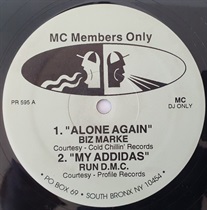 MC Members Only
PR 595 A
MC
DJ ONLY
1. "ALONE AGAIN"
BIZ MARKE
Courtesy - Cold Chillin' Records
2. "MY ADDIDAS"
RUN D.M.C.
Courtesy - Profile Records
• PO BOX 69 • SOUTH BRONX NY 10454 •